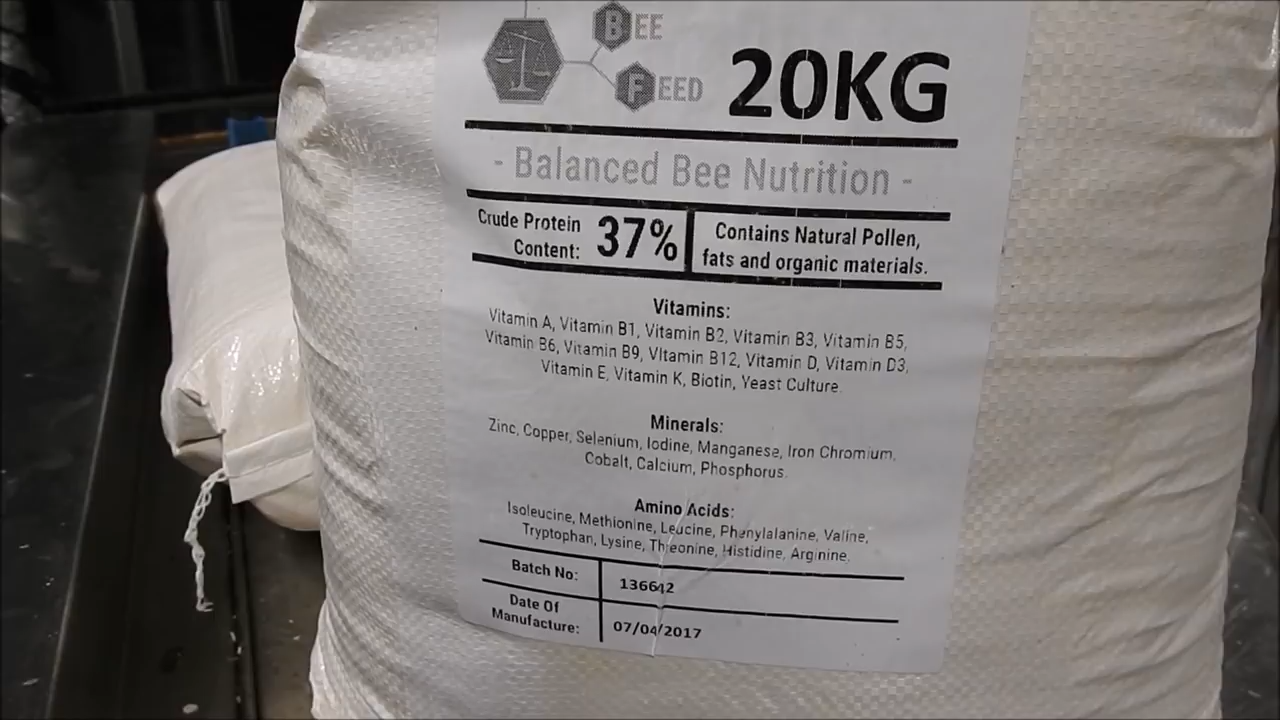 BEE
FEED
20KG
- Balanced Bee Nutrition -
Crude Protein
Content: 37%
Contains Natural Pollen,
fats and organic materials.
Vitamins:
Vitamin A, Vitamin B1, Vitamin B2, Vitamin B3, Vitamin B5,
Vitamin B6, Vitamin B9, VItamin B12, Vitamin D, Vitamin D3,
Vitamin E, Vitamin K, Biotin, Yeast Culture.
Minerals:
Zinc, Copper, Selenium, Iodine, Manganese, Iron Chromium,
Cobalt, Calcium, Phosphorus.
Amino Acids:
Isoleucine, Methionine, Leucine, Phenylalanine, Valine,
Tryptophan, Lysine, Threonine, Histidine, Arginine.
Batch No: 136642
Date Of
Manufacture: 07/04/2017